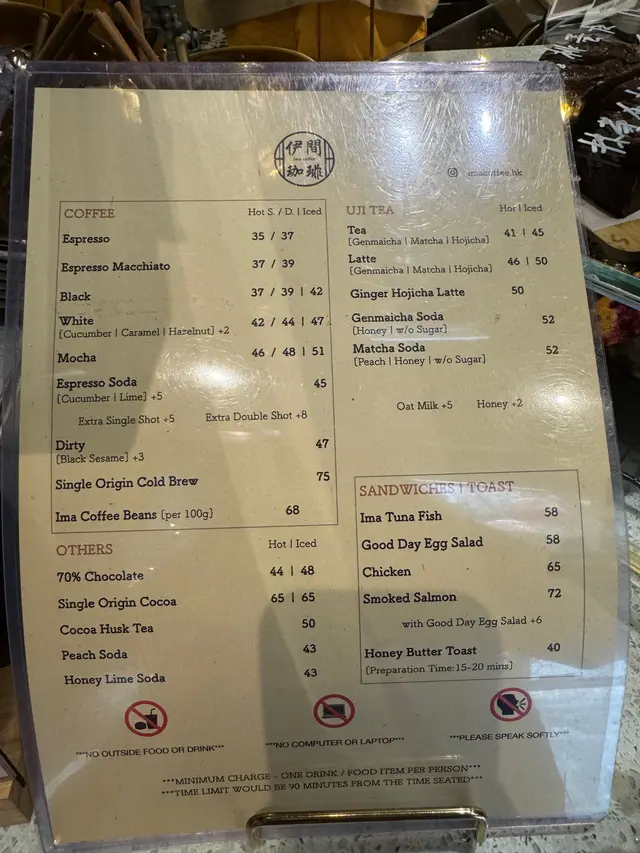 伊間
ima coffee
珈琲
imacoffee.hk
COFFEE Hot S. / D. | Iced
Espresso 35 / 37
Espresso Macchiato 37 / 39
Black 37 / 39 | 42
White 42 / 44 | 47
[Cucumber | Caramel | Hazelnut] +2
Mocha 46 / 48 | 51
Espresso Soda 45
[Cucumber | Lime] +5
Extra Single Shot +5 Extra Double Shot +8
Dirty 47
[Black Sesame] +3
Single Origin Cold Brew 75
Ima Coffee Beans [per 100g] 68
OTHERS Hot | Iced
70% Chocolate 44 | 48
Single Origin Cocoa 65 | 65
Cocoa Husk Tea 50
Peach Soda 43
Honey Lime Soda 43
UJI TEA Hot | Iced
Tea 41 | 45
[Genmaicha | Matcha | Hojicha]
Latte 46 | 50
[Genmaicha | Matcha | Hojicha]
Ginger Hojicha Latte 50
Genmaicha Soda 52
[Honey | w/o Sugar]
Matcha Soda 52
[Peach | Honey | w/o Sugar]
Oat Milk +5 Honey +2
SANDWICHES | TOAST
Ima Tuna Fish 58
Good Day Egg Salad 58
Chicken 65
Smoked Salmon 72
with Good Day Egg Salad +6
Honey Butter Toast 40
[Preparation Time:15-20 mins]
***NO OUTSIDE FOOD OR DRINK***
***NO COMPUTER OR LAPTOP***
***PLEASE SPEAK SOFTLY***
***MINIMUM CHARGE - ONE DRINK / FOOD ITEM PER PERSON***
***TIME LIMIT WOULD BE 90 MINUTES FROM THE TIME SEATED***